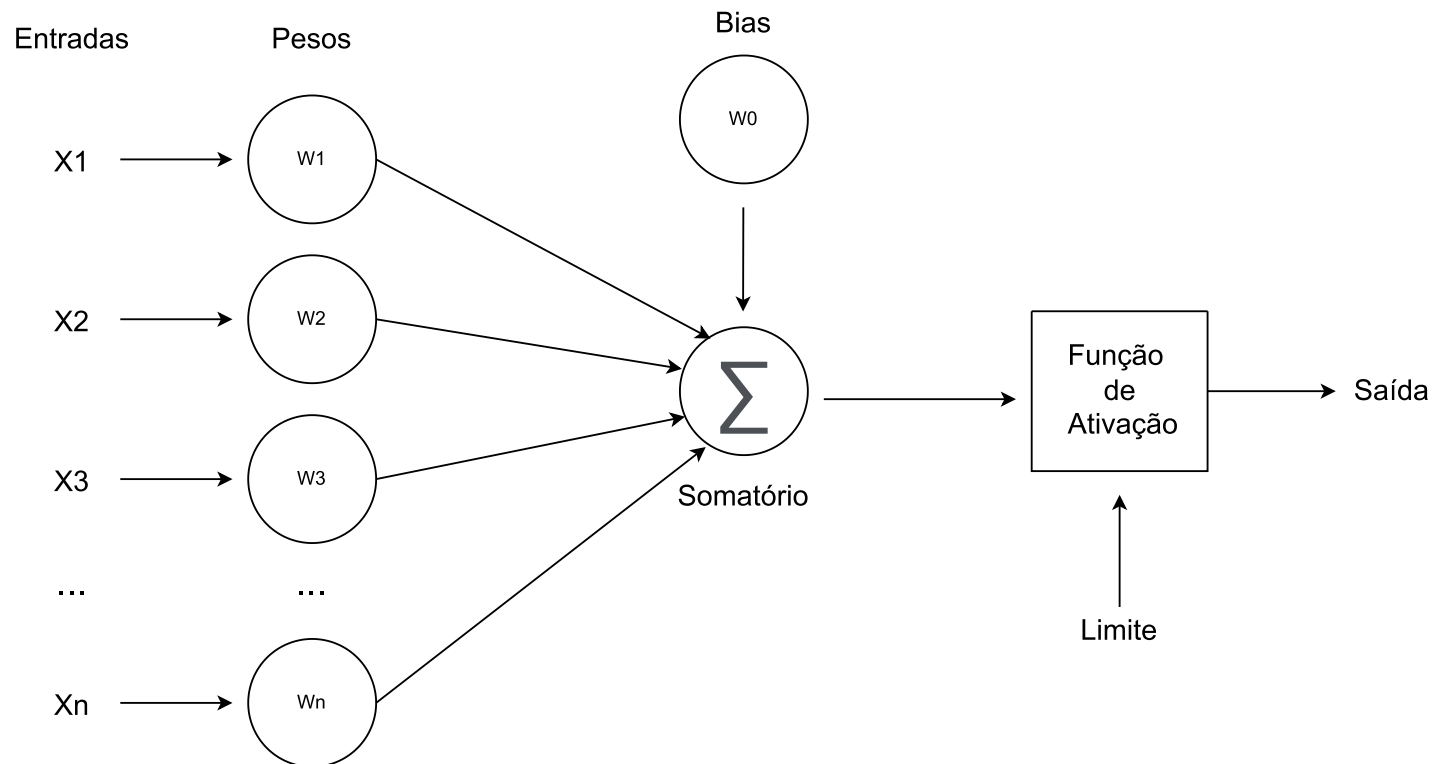 Entradas
Pesos
Bias
X1
W1
W0
X2
W2
∑
Somatório
X3
W3
...
...
Xn
Wn
Função
de
Ativação
Saída
Limite